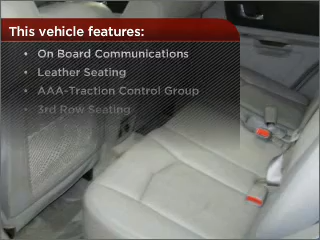 This vehicle features:
• On Board Communications
• Leather Seating
• AAA-Traction Control Group
• 3rd Row Seating